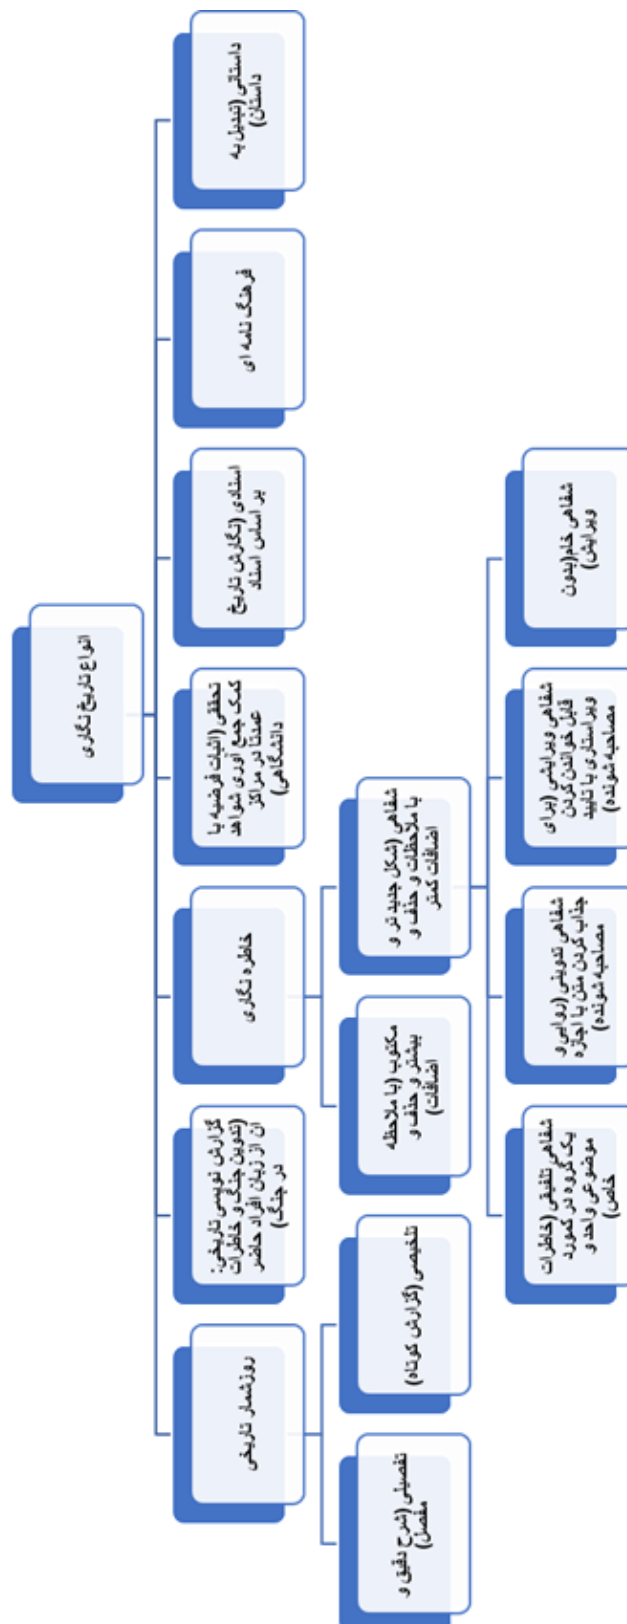 انواع تاریخ نگاری
داستانی (تبدیل به
داستان)
فرهنگ نامه ای
اسنادی (نگارش تاریخ
بر اساس اسناد
تحققی (اثبات فرضیه با
کمک جمع آوری شواهد
عمدتا در مراکز
دانشگاهی)
خاطره نگاری
گزارش نویسی تاریخی:
(تدوین جنگ و خاطرات
ان از زبان افراد حاضر
در جنگ)
روزشمار تاریخی
شفاهی (شکل جدیدتر و
با ملاحظات و حذف و
اضافات کمتر
مکتوب (با ملاحظه
بیشتر و حذف و
اضافات)
تلخیصی (گزارش کوتاه)
تفصیلی (شرح دقیق و
مفصل)
شفاهی خام(بدون
ویرایش)
شفاهی ویرایشی (برای
قابل خواندن کردن
ویراستاری با تایید
مصاحبه شونده)
شفاهی تدوینی (روایی و
جذاب کردن متن با اجازه
مصاحبه شونده)
شفاهی تلفیقی (خاطرات
یک گروه در کمورد
موضوعی واحد و
خاص)